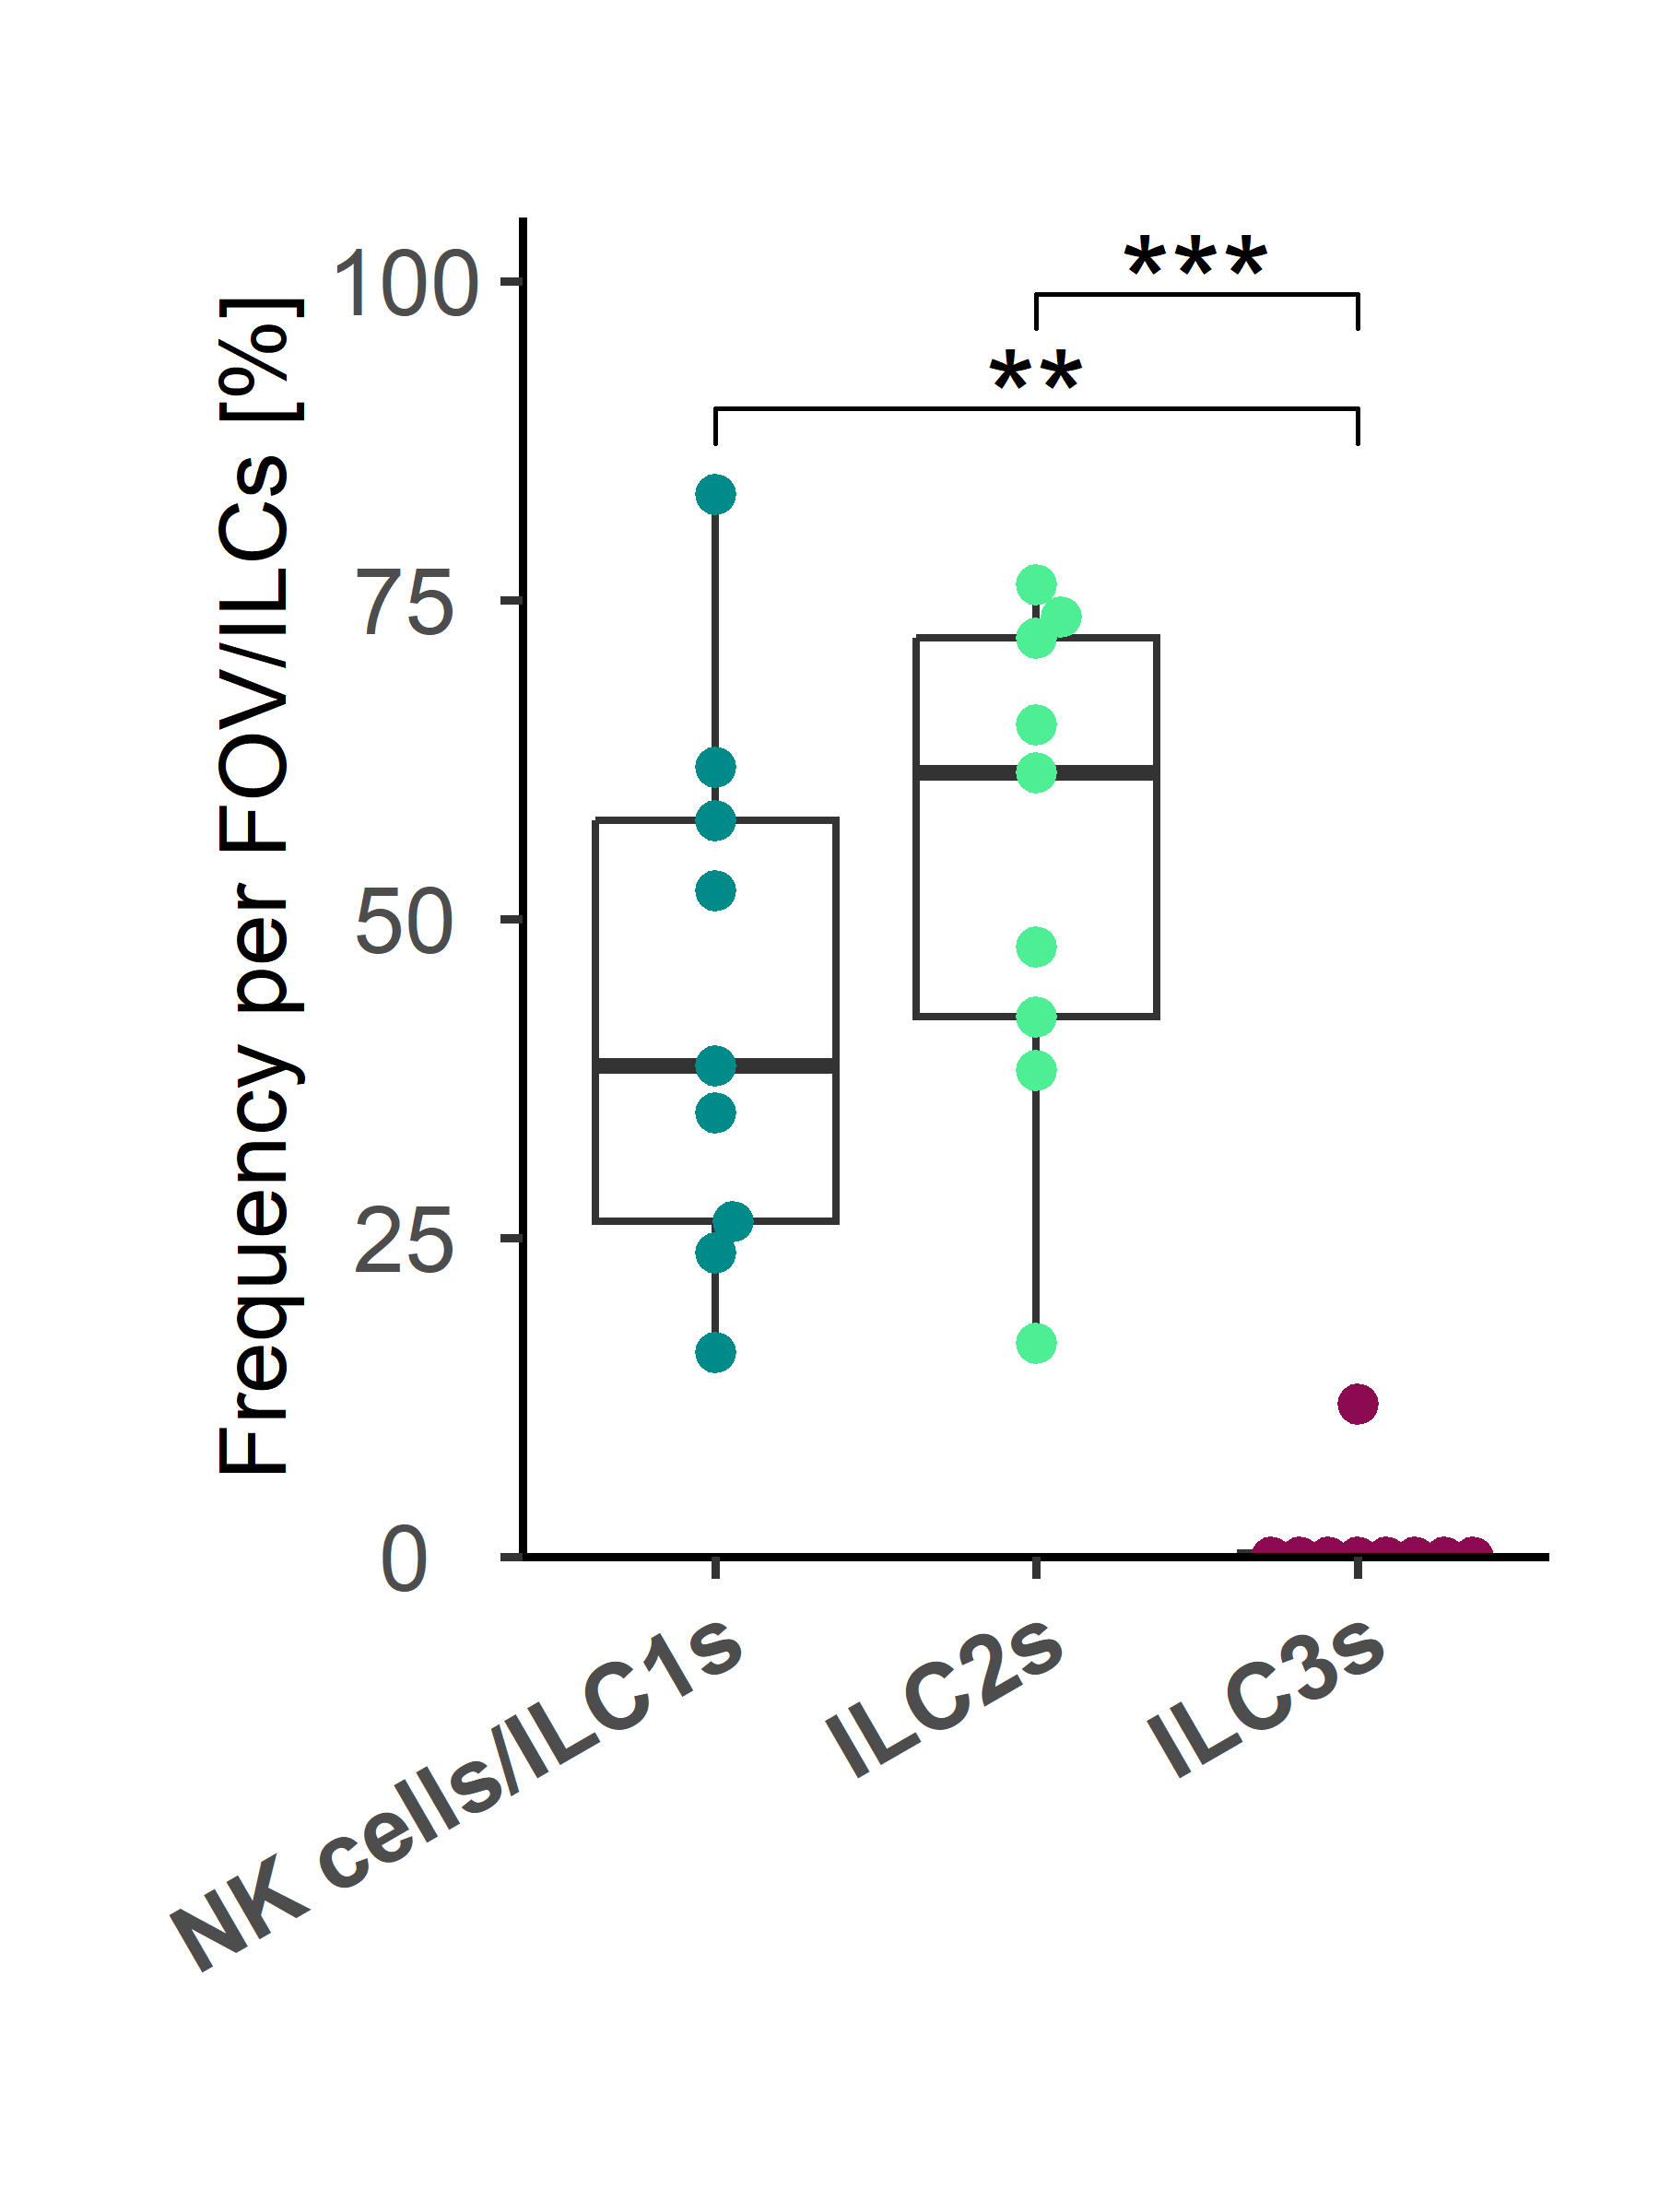 Frequency per FOV/ILCs [%]
100
75
50
25
0
***
**
NK cells/ILC1s
ILC2s
ILC3s